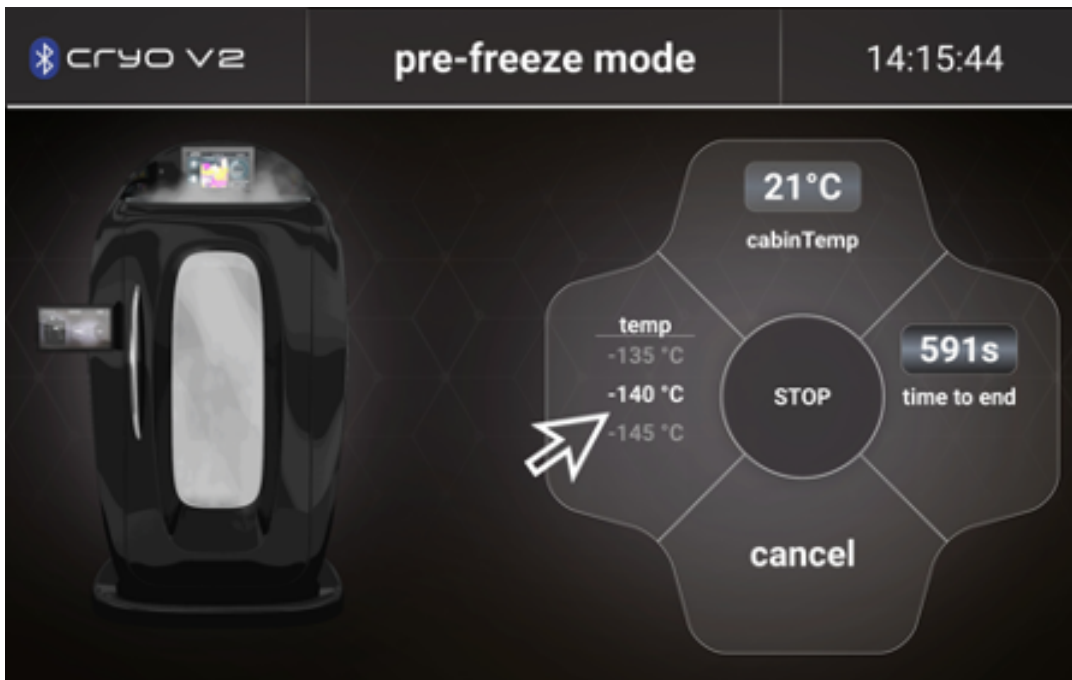 cryo v2
pre-freeze mode
14:15:44
21°C
cabinTemp
temp
-135 °C
-140 °C
-145 °C
STOP
591s
time to end
cancel